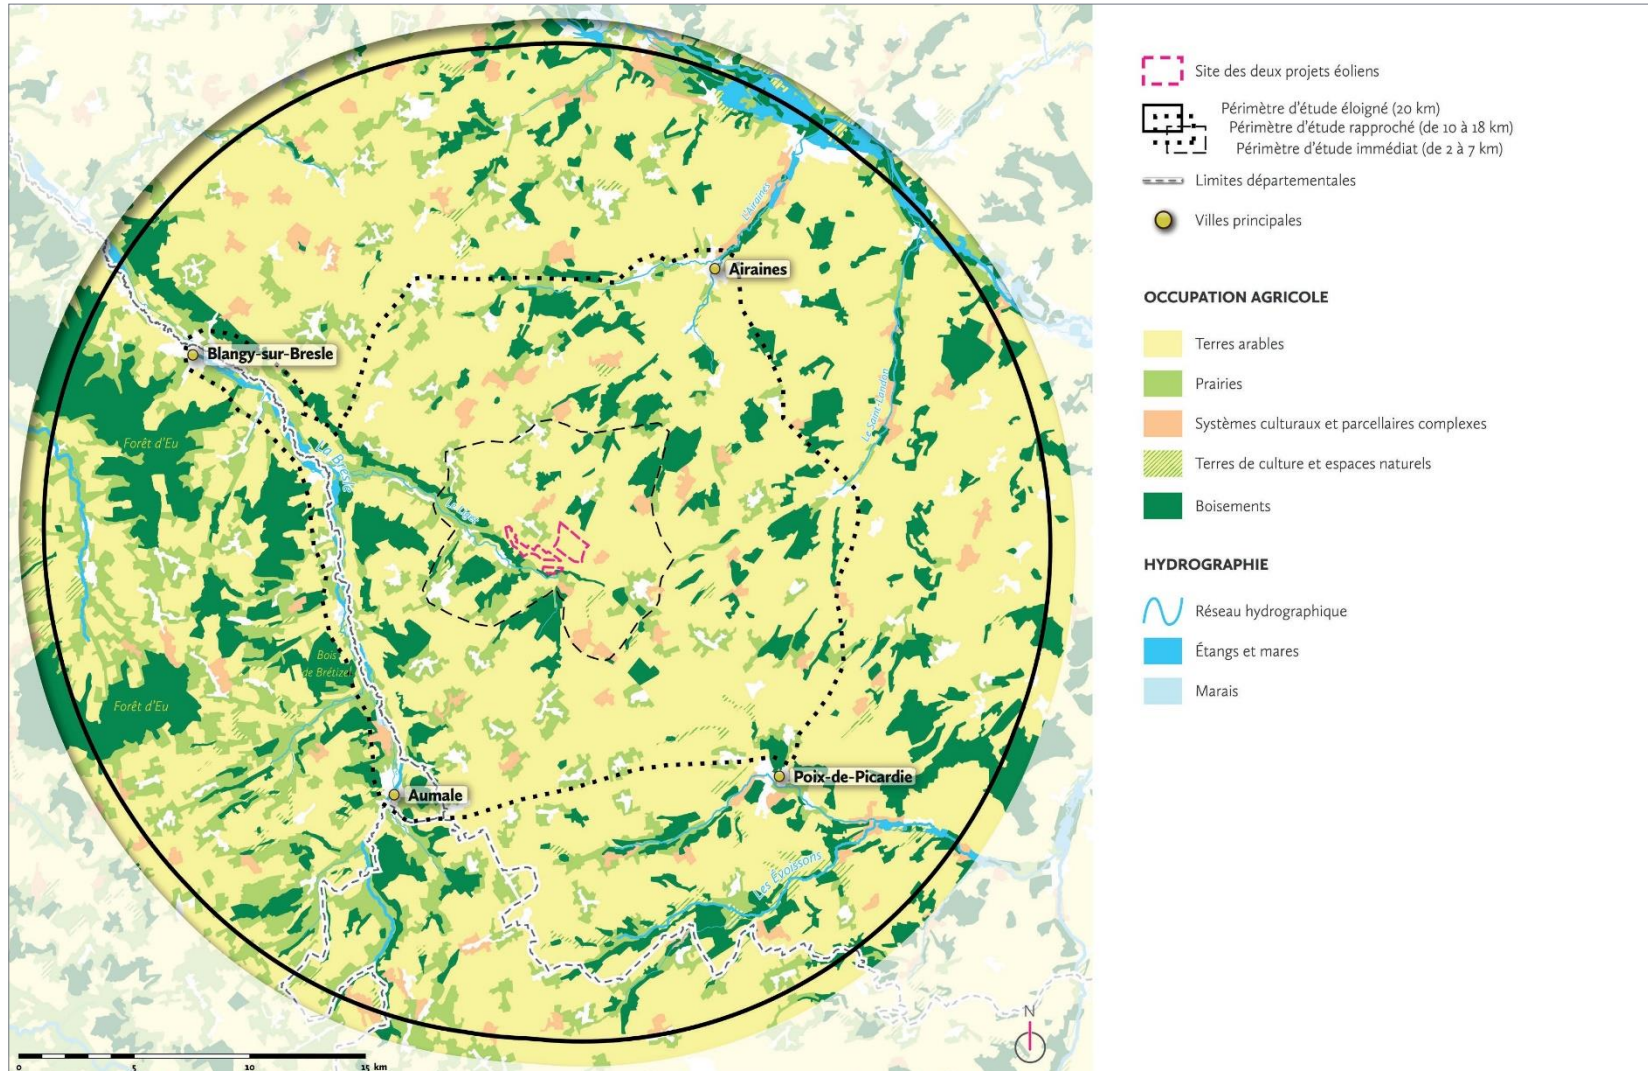 L'Airaines
Airaines
Blangy-sur-Bresle
Le Saint-Landon
Forêt d'Eu
La Bresle
Le Liger
Bois
de Brétizel
Forêt d'Eu
Poix-de-Picardie
Aumale
Les Évoissons
N
0 5 10 15 km
Site des deux projets éoliens
Périmètre d'étude éloigné (20 km)
Périmètre d'étude rapproché (de 10 à 18 km)
Périmètre d'étude immédiat (de 2 à 7 km)
Limites départementales
Villes principales
OCCUPATION AGRICOLE
Terres arables
Prairies
Systèmes culturaux et parcellaires complexes
Terres de culture et espaces naturels
Boisements
HYDROGRAPHIE
Réseau hydrographique
Étangs et mares
Marais